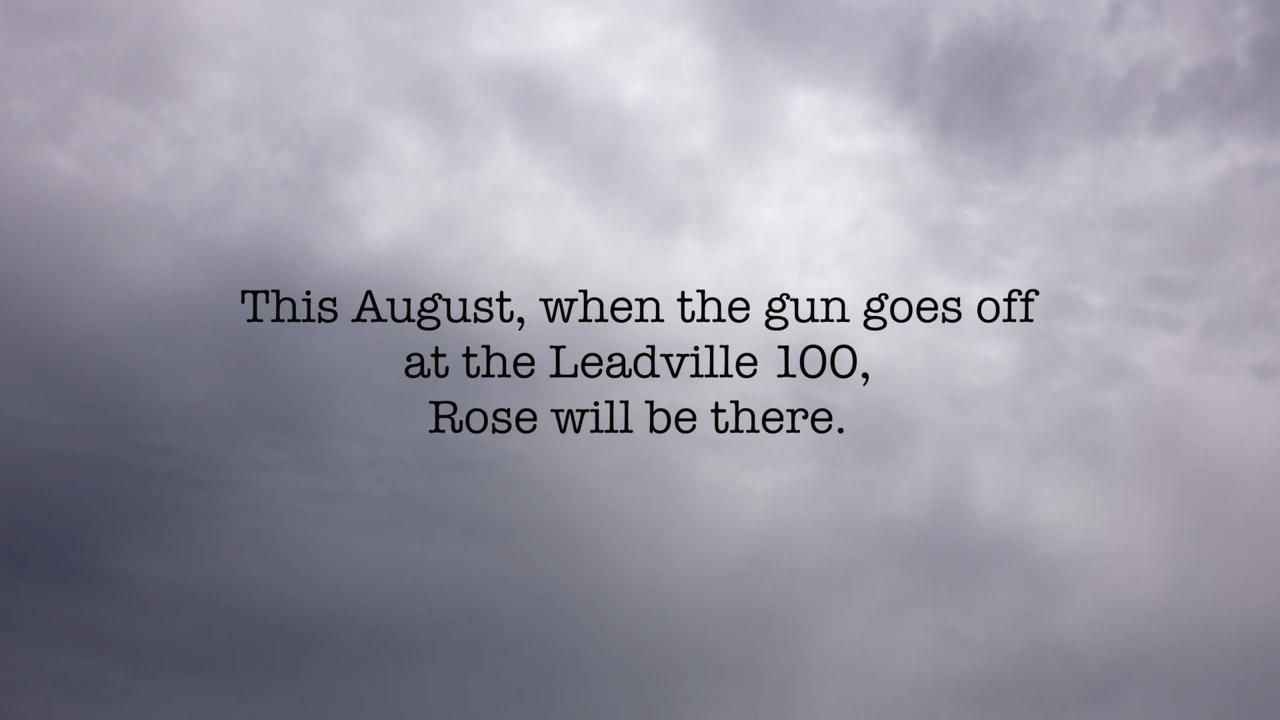 This August, when the gun goes off
at the Leadville 100,
Rose will be there.